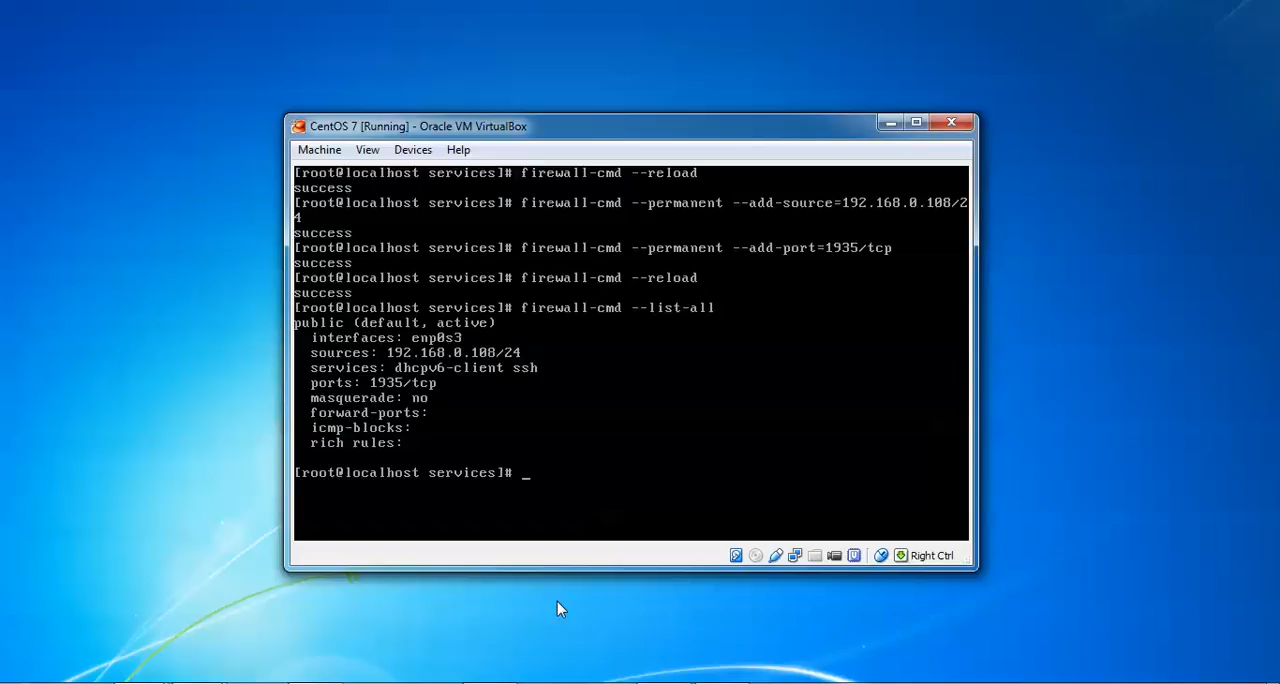 CentOS 7 [Running] - Oracle VM VirtualBox
Machine View Devices Help
[root@localhost services]# firewall-cmd --reload
success
[root@localhost services]# firewall-cmd --permanent --add-source=192.168.0.108/2
4
success
[root@localhost services]# firewall-cmd --permanent --add-port=1935/tcp
success
[root@localhost services]# firewall-cmd --reload
success
[root@localhost services]# firewall-cmd --list-all
public (default, active)
  interfaces: enp0s3
  sources: 192.168.0.108/24
  services: dhcpv6-client ssh
  ports: 1935/tcp
  masquerade: no
  forward-ports:
  icmp-blocks:
  rich rules:
[root@localhost services]# _
Right Ctrl